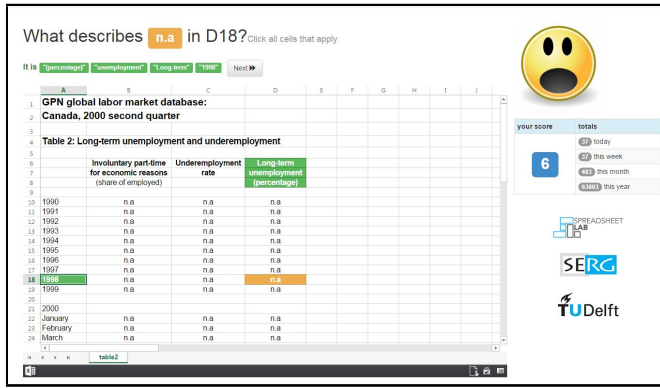 What describes n.a in D18? Click all cells that apply
It is "(percentage)" "unemployment" "Long-term" "1998" Next
A B C D E F G H I J
1 GPN global labor market database:
2 Canada, 2000 second quarter
3
4 Table 2: Long-term unemployment and underemployment
5
6 Involuntary part-time Underemployment Long-term
7 for economic reasons rate unemployment
8 (share of employed) (percentage)
9
10 1990 n.a n.a n.a
11 1991 n.a n.a n.a
12 1992 n.a n.a n.a
13 1993 n.a n.a n.a
14 1994 n.a n.a n.a
15 1995 n.a n.a n.a
16 1996 n.a n.a n.a
17 1997 n.a n.a n.a
18 1998 n.a n.a n.a
19 1999 n.a n.a n.a
20
21 2000
22 January n.a n.a n.a
23 February n.a n.a n.a
24 March n.a n.a n.a
table2
your score totals
6
37 today
37 this week
483 this month
63803 this year
SPREADSHEET
LAB
SERG
TUDelft